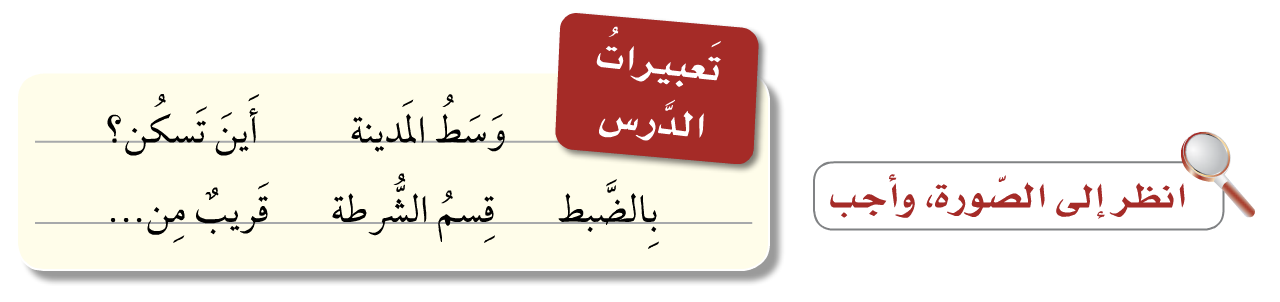 انظر إلى الصّورة، وأجب
تَعبيراتُ
الدَّرس
وَسَطُ المَدينة أَينَ تَسكُن؟
بِالضَّبط قِسمُ الشُّرطة قَريبٌ مِن...